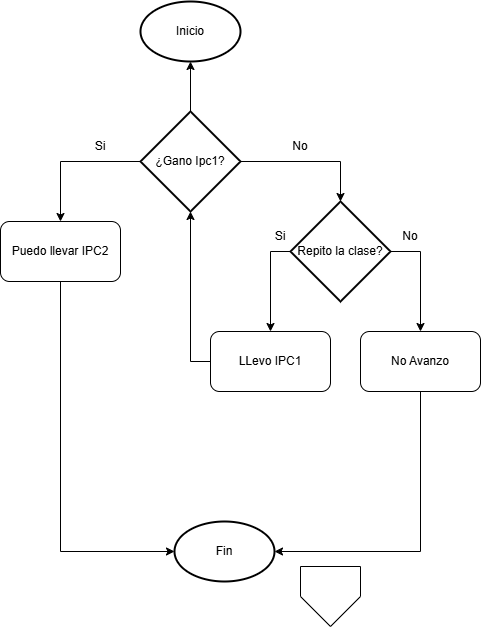 Inicio
¿Gano Ipc1?
Si
No
Puedo llevar IPC2
Repito la clase?
Si
No
LLevo IPC1
No Avanzo
Fin